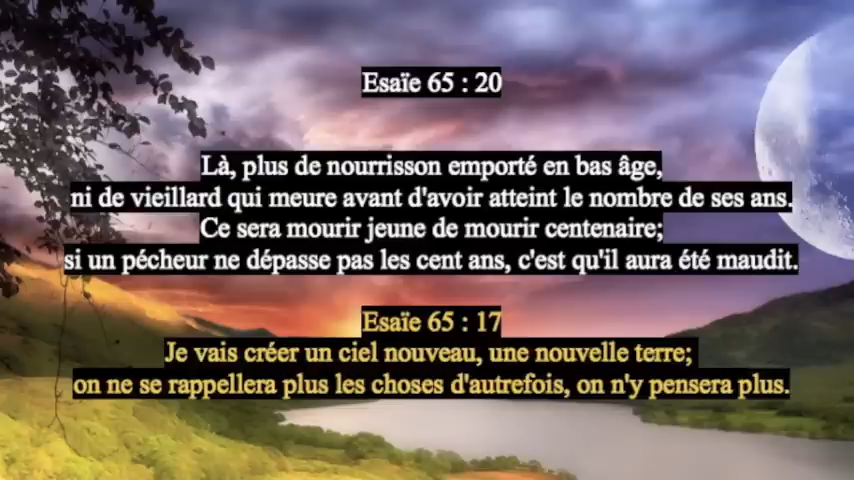 Esaïe 65 : 20
Là, plus de nourrisson emporté en bas âge,
ni de vieillard qui meure avant d'avoir atteint le nombre de ses ans.
Ce sera mourir jeune de mourir centenaire;
si un pécheur ne dépasse pas les cent ans, c'est qu'il aura été maudit.
Esaïe 65 : 17
Je vais créer un ciel nouveau, une nouvelle terre;
on ne se rappellera plus les choses d'autrefois, on n'y pensera plus.